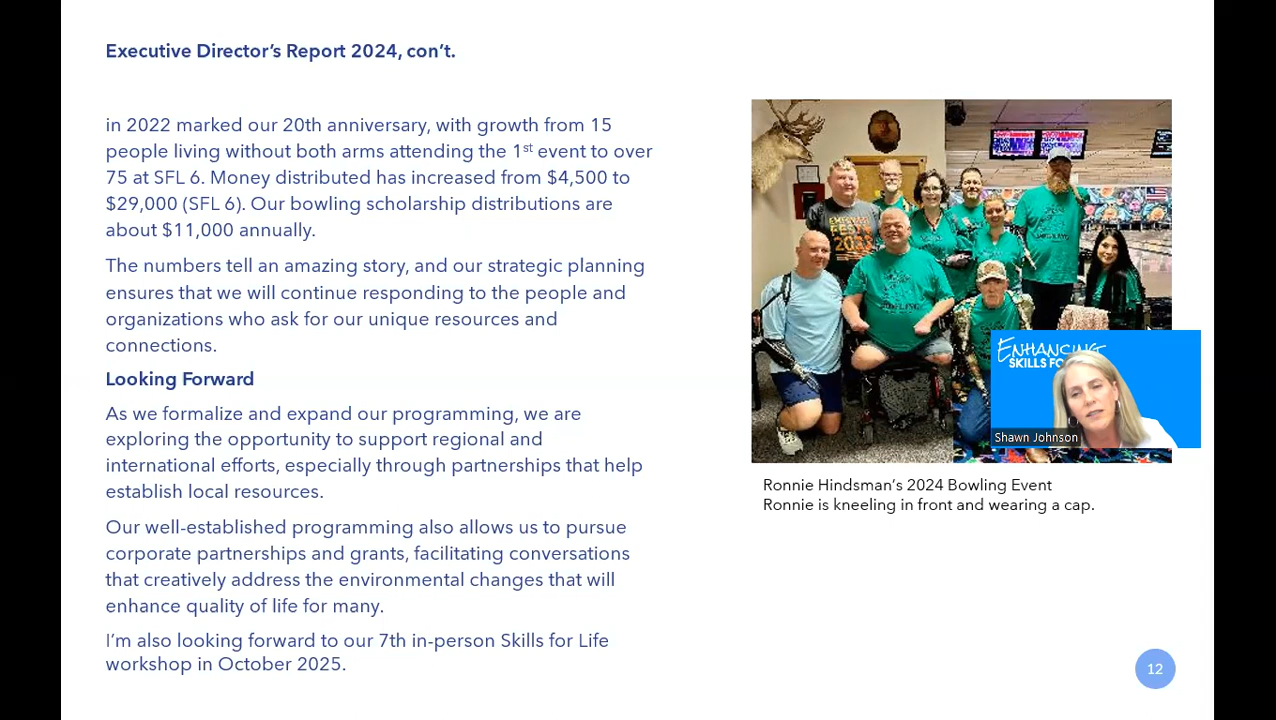 Executive Director's Report 2024, con't.
in 2022 marked our 20th anniversary, with growth from 15
people living without both arms attending the 1st event to over
75 at SFL 6. Money distributed has increased from $4,500 to
$29,000 (SFL 6). Our bowling scholarship distributions are
about $11,000 annually.
The numbers tell an amazing story, and our strategic planning
ensures that we will continue responding to the people and
organizations who ask for our unique resources and
connections.
Looking Forward
As we formalize and expand our programming, we are
exploring the opportunity to support regional and
international efforts, especially through partnerships that help
establish local resources.
Our well-established programming also allows us to pursue
corporate partnerships and grants, facilitating conversations
that creatively address the environmental changes that will
enhance quality of life for many.
I'm also looking forward to our 7th in-person Skills for Life
workshop in October 2025.
ENHANCING
SKILLS FO
Shawn Johnson
Ronnie Hindsman's 2024 Bowling Event
Ronnie is kneeling in front and wearing a cap.
12